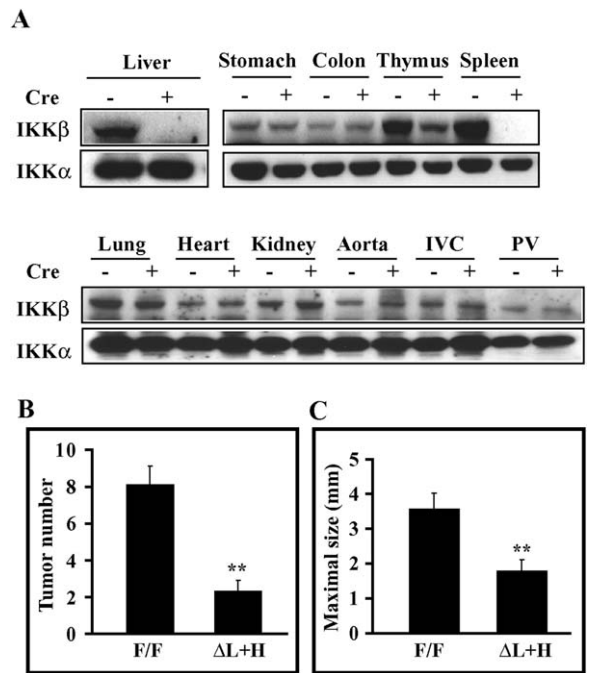 A
Liver Stomach Colon Thymus Spleen
Cre - + - + - + - + - +
IKKβ
IKKα
Lung Heart Kidney Aorta IVC PV
Cre - + - + - + - + - + - +
IKKβ
IKKα
B
Tumor number
10
8
6
4
2
0
**
F/F ΔL+H
C
Maximal size (mm)
5
4
3
2
1
0
**
F/F ΔL+H